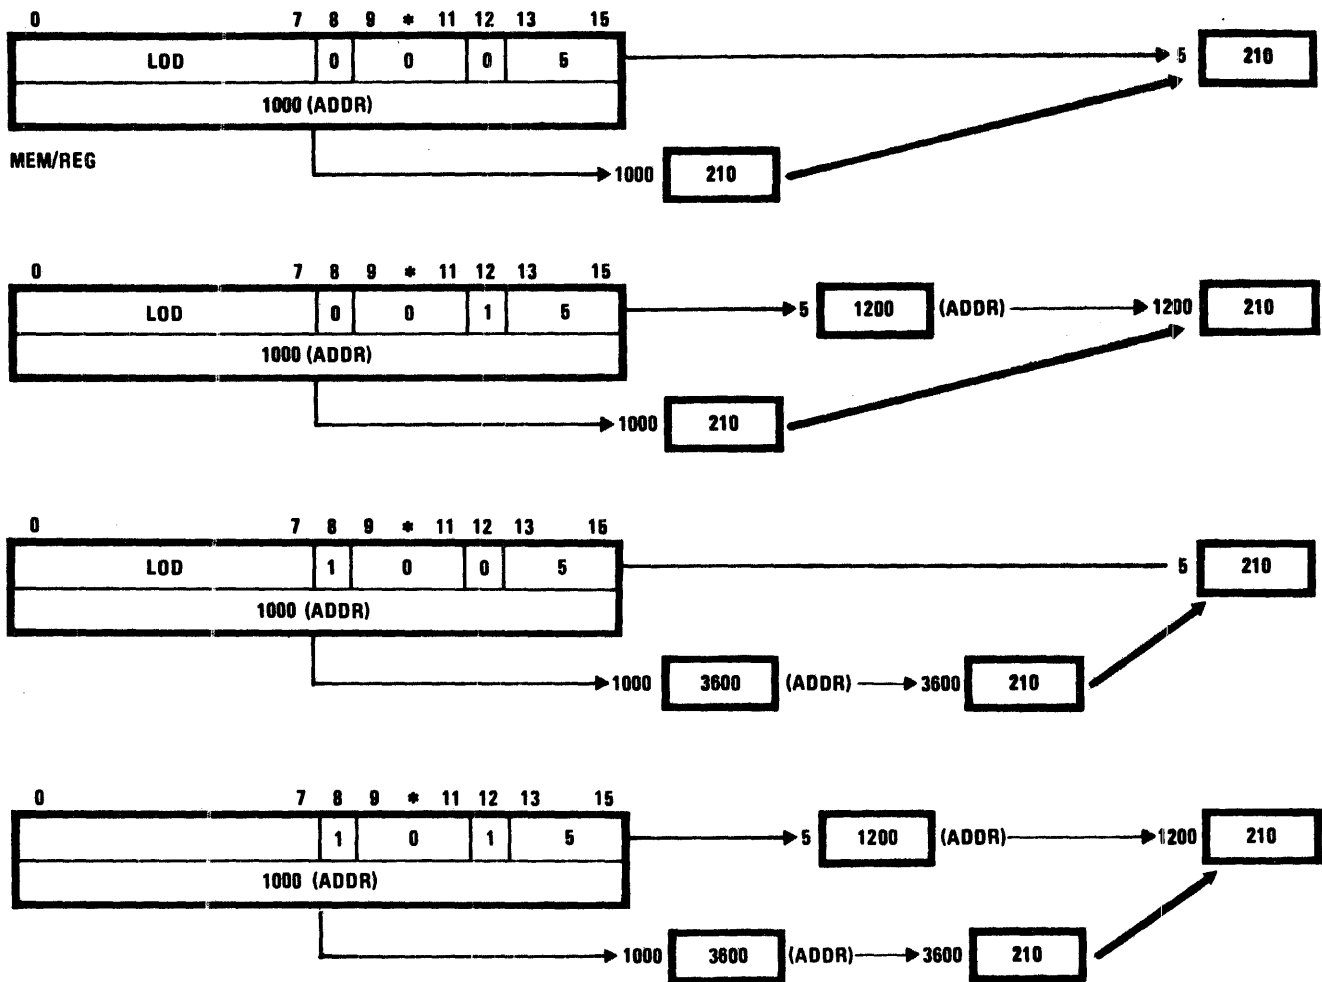 0 7 8 9 * 11 12 13 15
LOD 0 0 0 5 5 210
1000 (ADDR)
MEM/REG
1000 210
0 7 8 9 * 11 12 13 15
LOD 0 0 1 5 5 1200 (ADDR) 1200 210
1000 (ADDR)
1000 210
0 7 8 9 * 11 12 13 15
LOD 1 0 0 5 5 210
1000 (ADDR)
1000 3600 (ADDR) 3600 210
0 7 8 9 * 11 12 13 15
1 0 1 5 5 1200 (ADDR) 1200 210
1000 (ADDR)
1000 3600 (ADDR) 3600 210